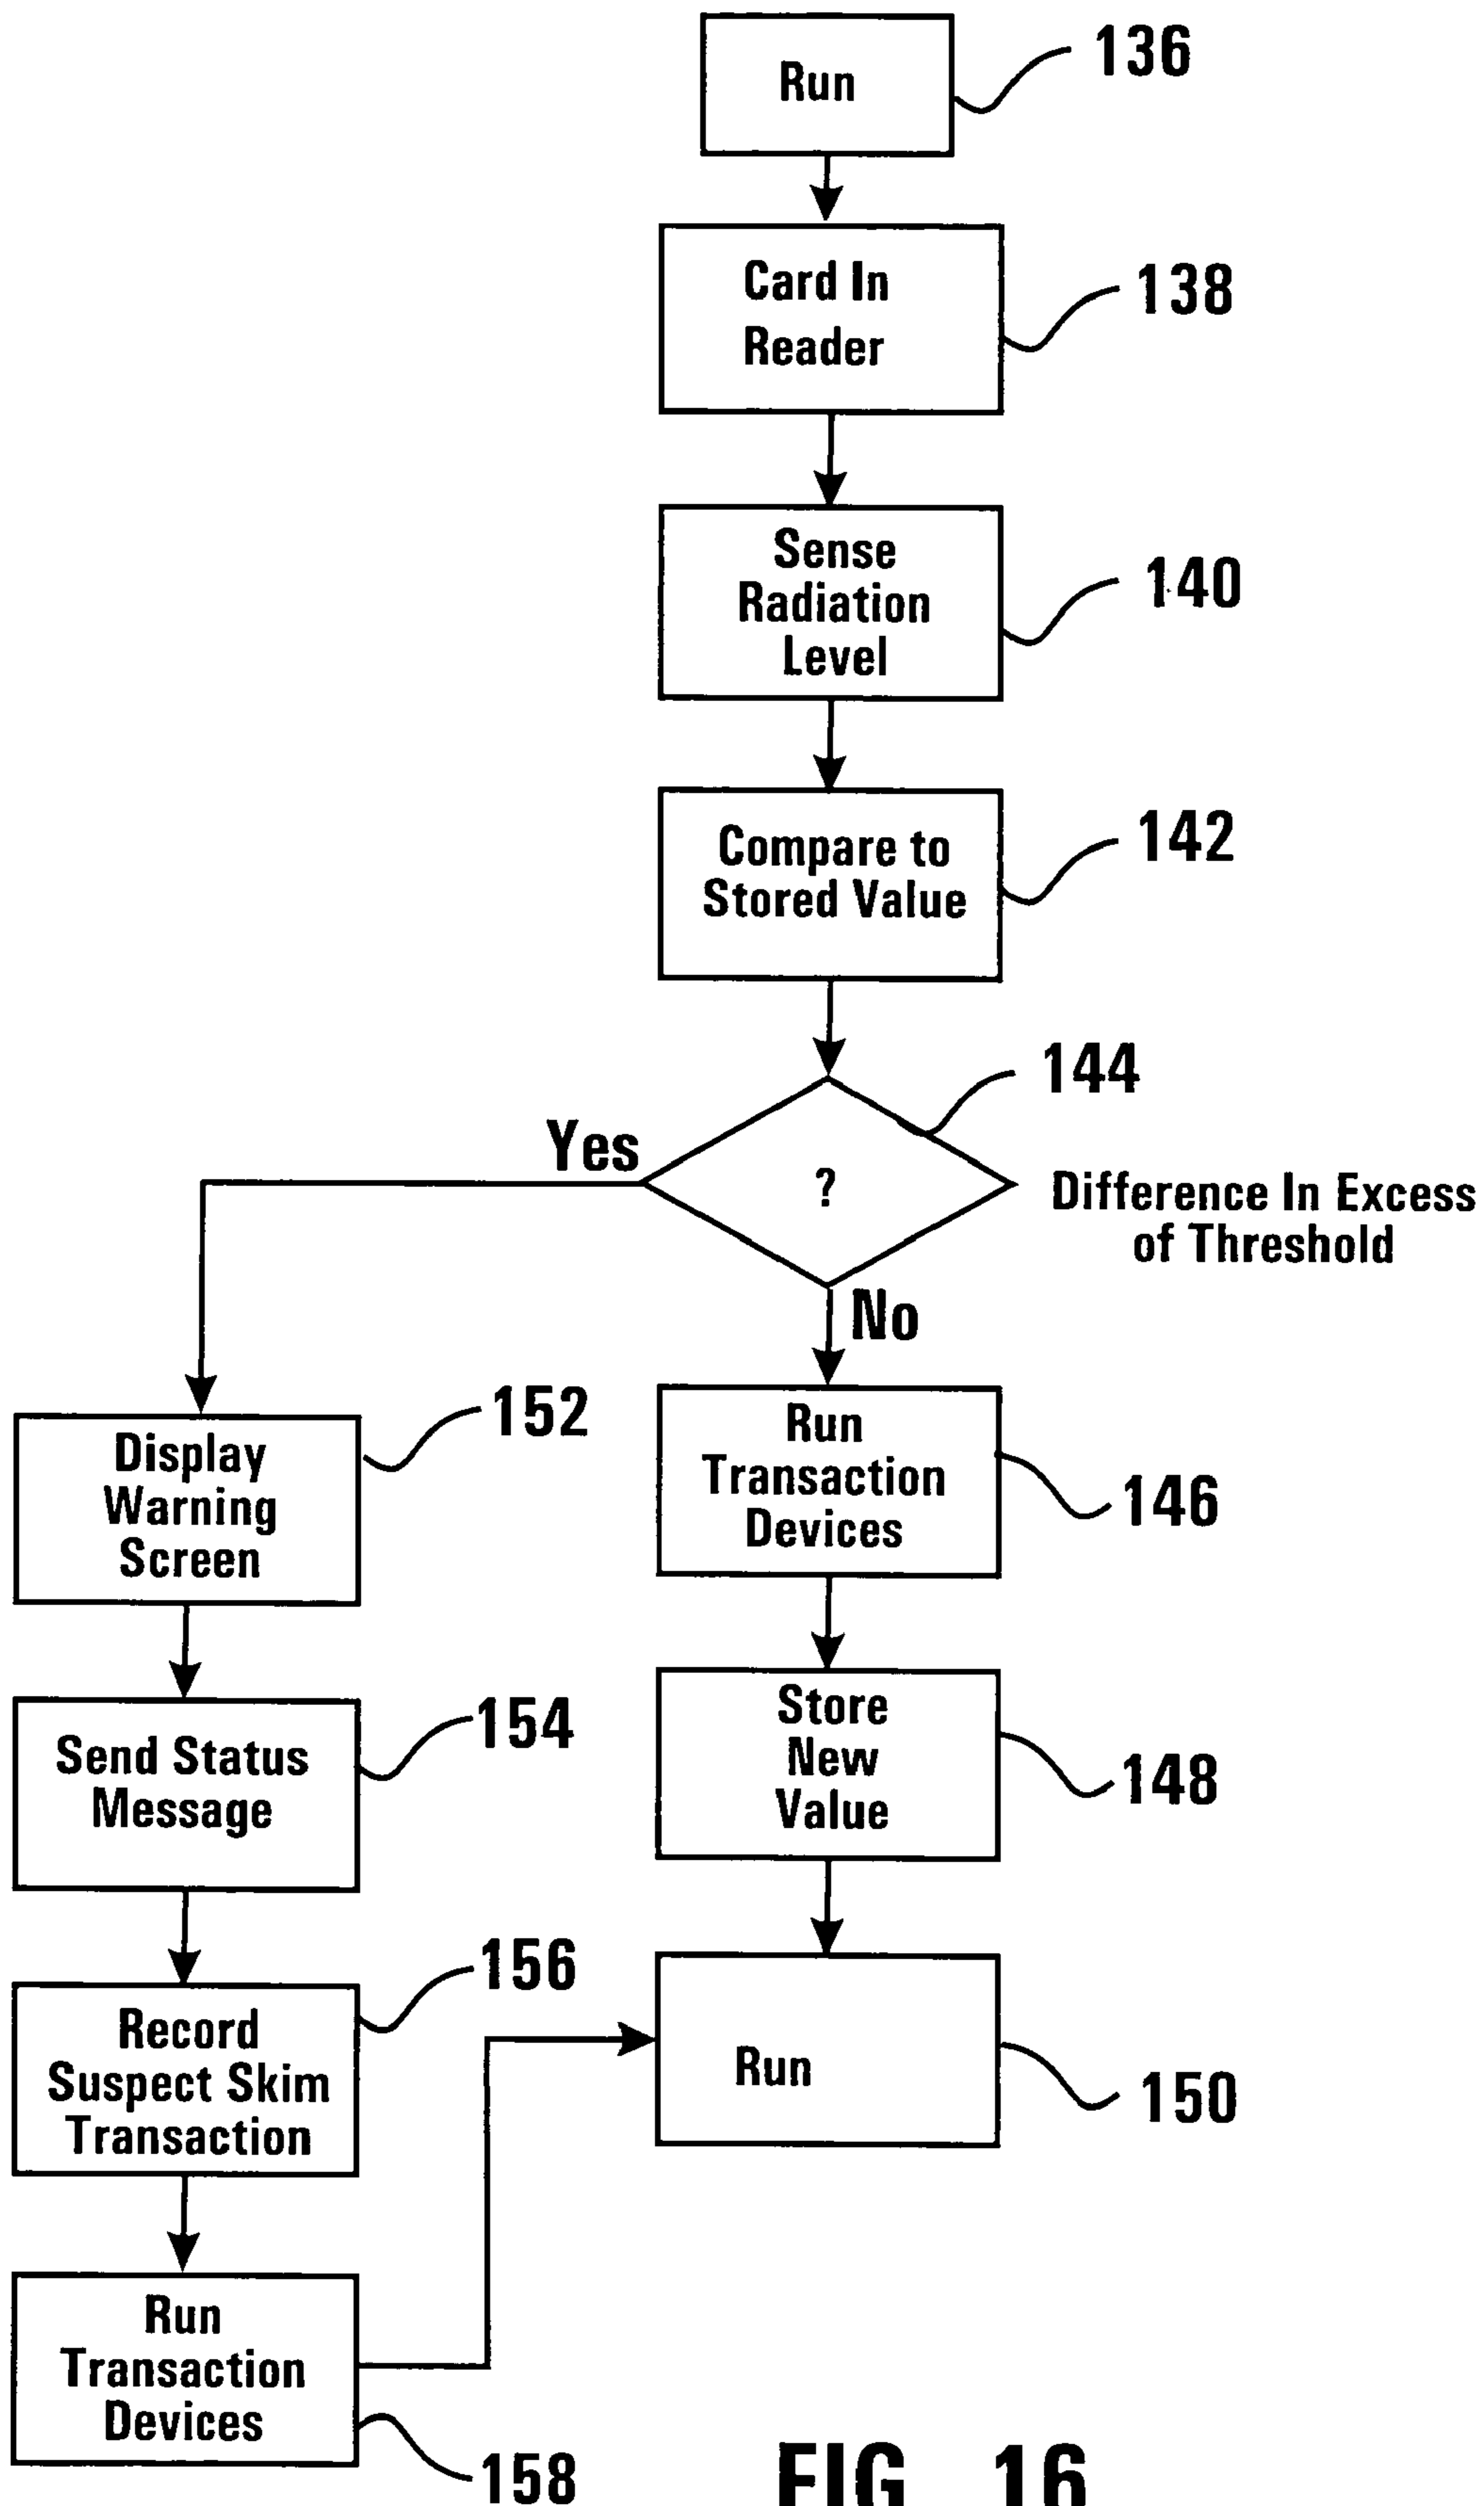 Run
136
Card In
Reader
138
Sense
Radiation
Level
140
Compare to
Stored Value
142
144
Yes
?
Difference In Excess
of Threshold
No
152
Display
Warning
Screen
Run
Transaction
Devices
146
154
Send Status
Message
Store
New
Value
148
156
Record
Suspect Skim
Transaction
Run
150
Run
Transaction
Devices
158
FIG 16